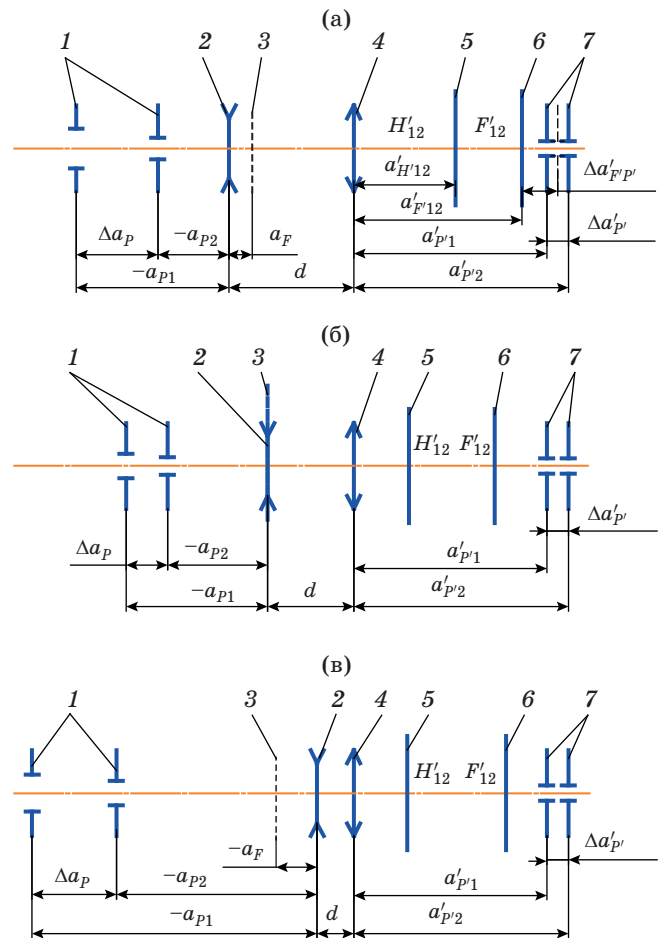 (а)
1 2 3 4 5 6 7
H′12 F′12
a′H′12 Δa′F′P′
a′F′12
ΔaP −aP2 aF a′P′1 Δa′P′
−aP1 d a′P′2
(б)
1 2 3 4 5 6 7
H′12 F′12
Δa′P′
ΔaP −aP2 a′P′1
−aP1 d a′P′2
(в)
1 3 2 4 5 6 7
H′12 F′12
−aF Δa′P′
ΔaP −aP2 a′P′1
−aP1 d a′P′2